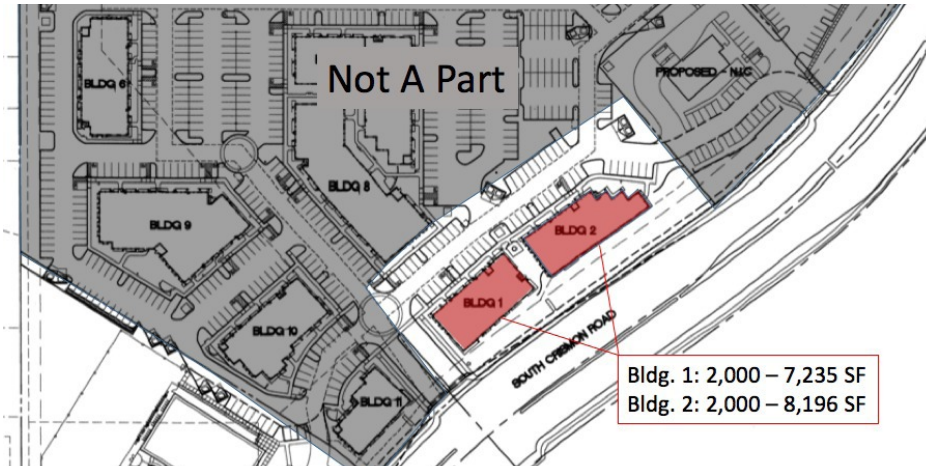 Not A Part
BLDG 6
PROPOSED - N.I.C
BLDG 8
BLDG 9
BLDG 2
BLDG 1
BLDG 10
BLDG 11
SOUTH CRISMON ROAD
Bldg. 1: 2,000 – 7,235 SF
Bldg. 2: 2,000 – 8,196 SF